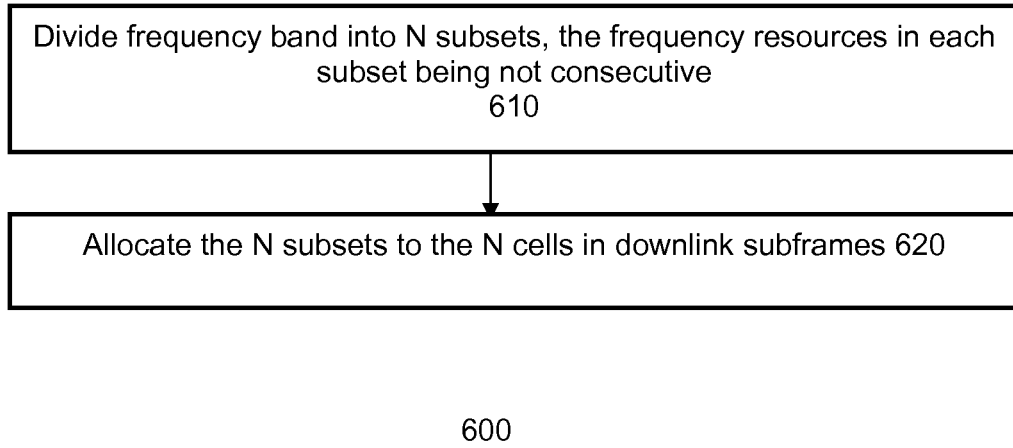 Divide frequency band into N subsets, the frequency resources in each
subset being not consecutive
610
Allocate the N subsets to the N cells in downlink subframes 620
600